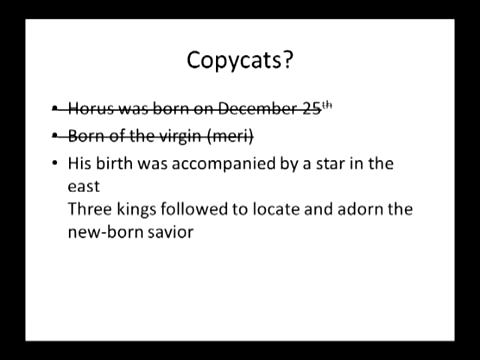 Copycats?
• Horus was born on December 25th
• Born of the virgin (meri)
• His birth was accompanied by a star in the
east
Three kings followed to locate and adorn the
new-born savior